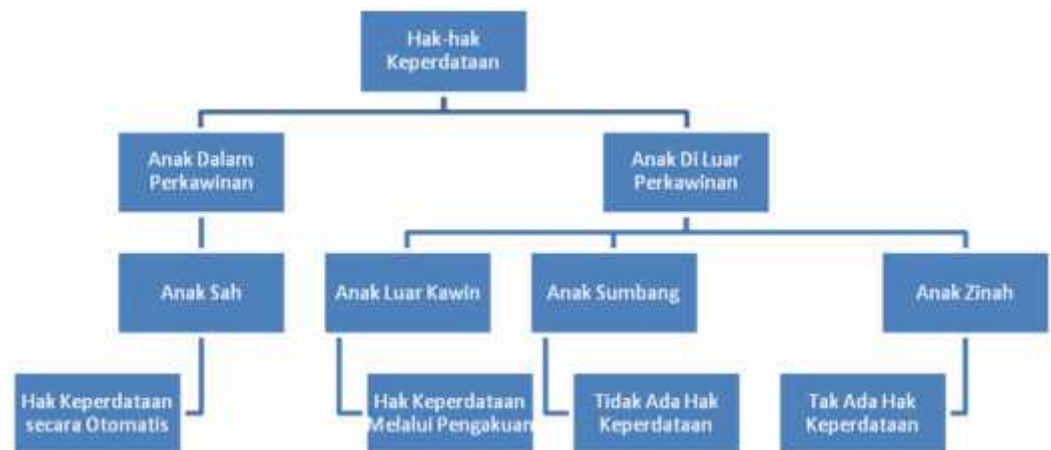 Hak-hak
Keperdataan
Anak Dalam
Perkawinan
Anak Di Luar
Perkawinan
Anak Sah
Anak Luar Kawin
Anak Sumbang
Anak Zinah
Hak Keperdataan
secara Otomatis
Hak Keperdataan
Melalui Pengakuan
Tidak Ada Hak
Keperdataan
Tak Ada Hak
Keperdataan